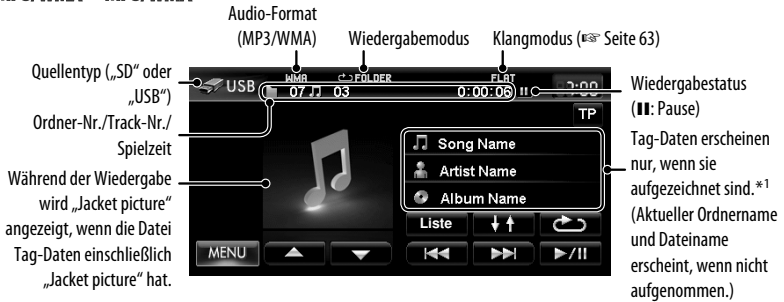 Audio-Format
(MP3/WMA)
Wiedergabemodus
Klangmodus (☞ Seite 63)
Quellentyp („SD“ oder
„USB“)
Ordner-Nr./Track-Nr./
Spielzeit
Während der Wiedergabe
wird „Jacket picture“
angezeigt, wenn die Datei
Tag-Daten einschließlich
„Jacket picture“ hat.
USB
WMA
FOLDER
FLAT
07
03
0:00:06
TP
Song Name
Artist Name
Album Name
Liste
MENU
Wiedergabestatus
(⏸: Pause)
Tag-Daten erscheinen
nur, wenn sie
aufgezeichnet sind.*1
(Aktueller Ordnername
und Dateiname
erscheint, wenn nicht
aufgenommen.)